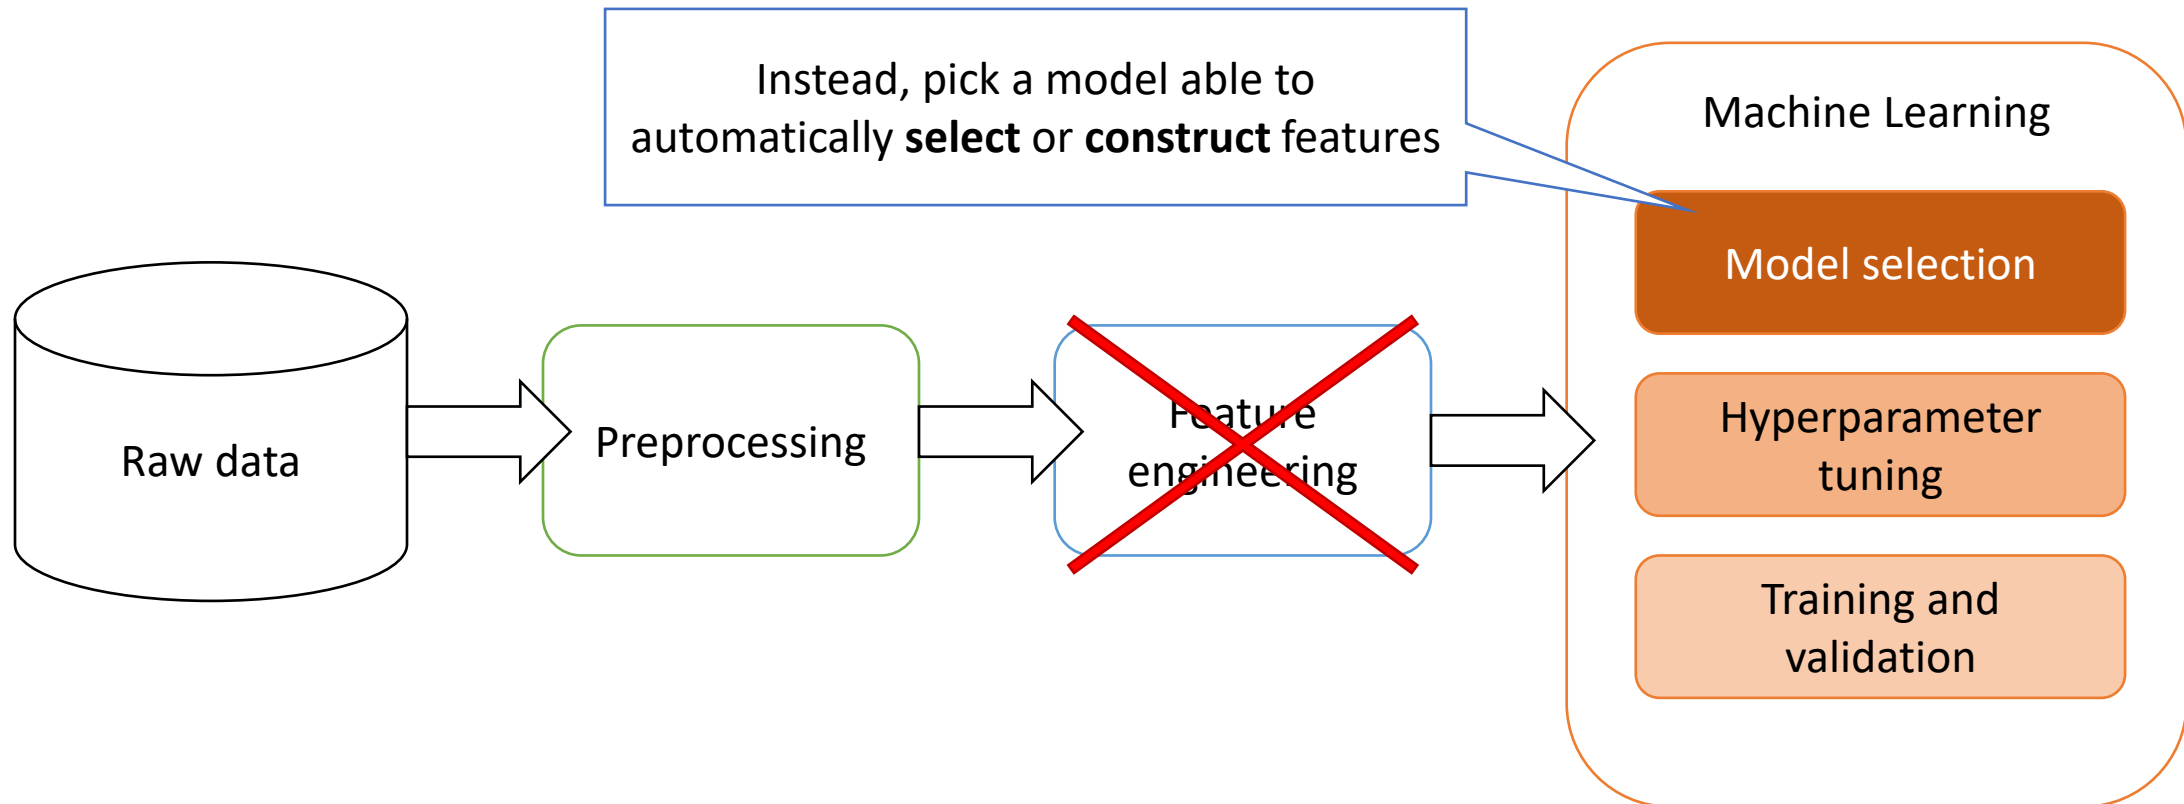 Instead, pick a model able to
automatically select or construct features
Machine Learning
Model selection
Hyperparameter
tuning
Training and
validation
Raw data
Preprocessing
Feature
engineering